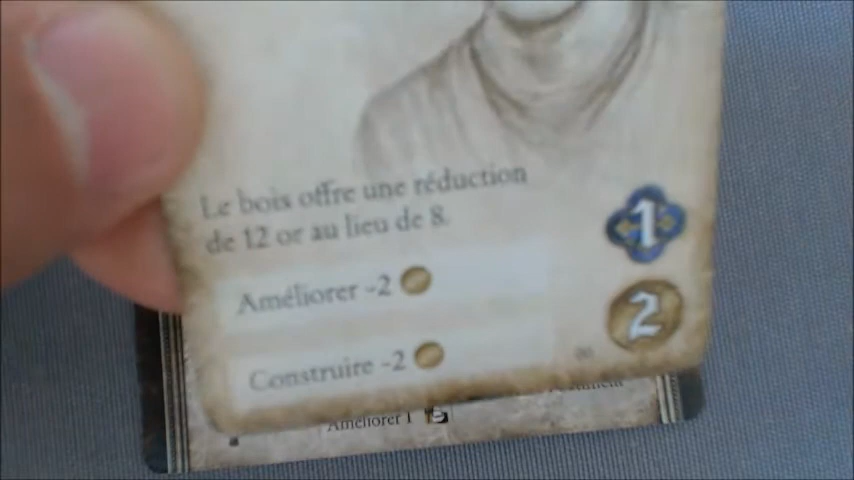 Le bois offre une réduction
de 12 or au lieu de 8.
1
Améliorer -2
2
Construire -2
Améliorer 1